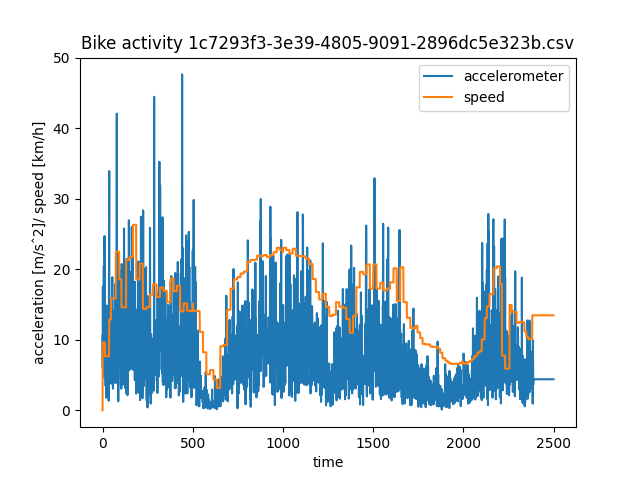 Bike activity 1c7293f3-3e39-4805-9091-2896dc5e323b.csv
accelerometer
speed
acceleration [m/s^2]/ speed [km/h]
50
40
30
20
10
0
0 500 1000 1500 2000 2500
time